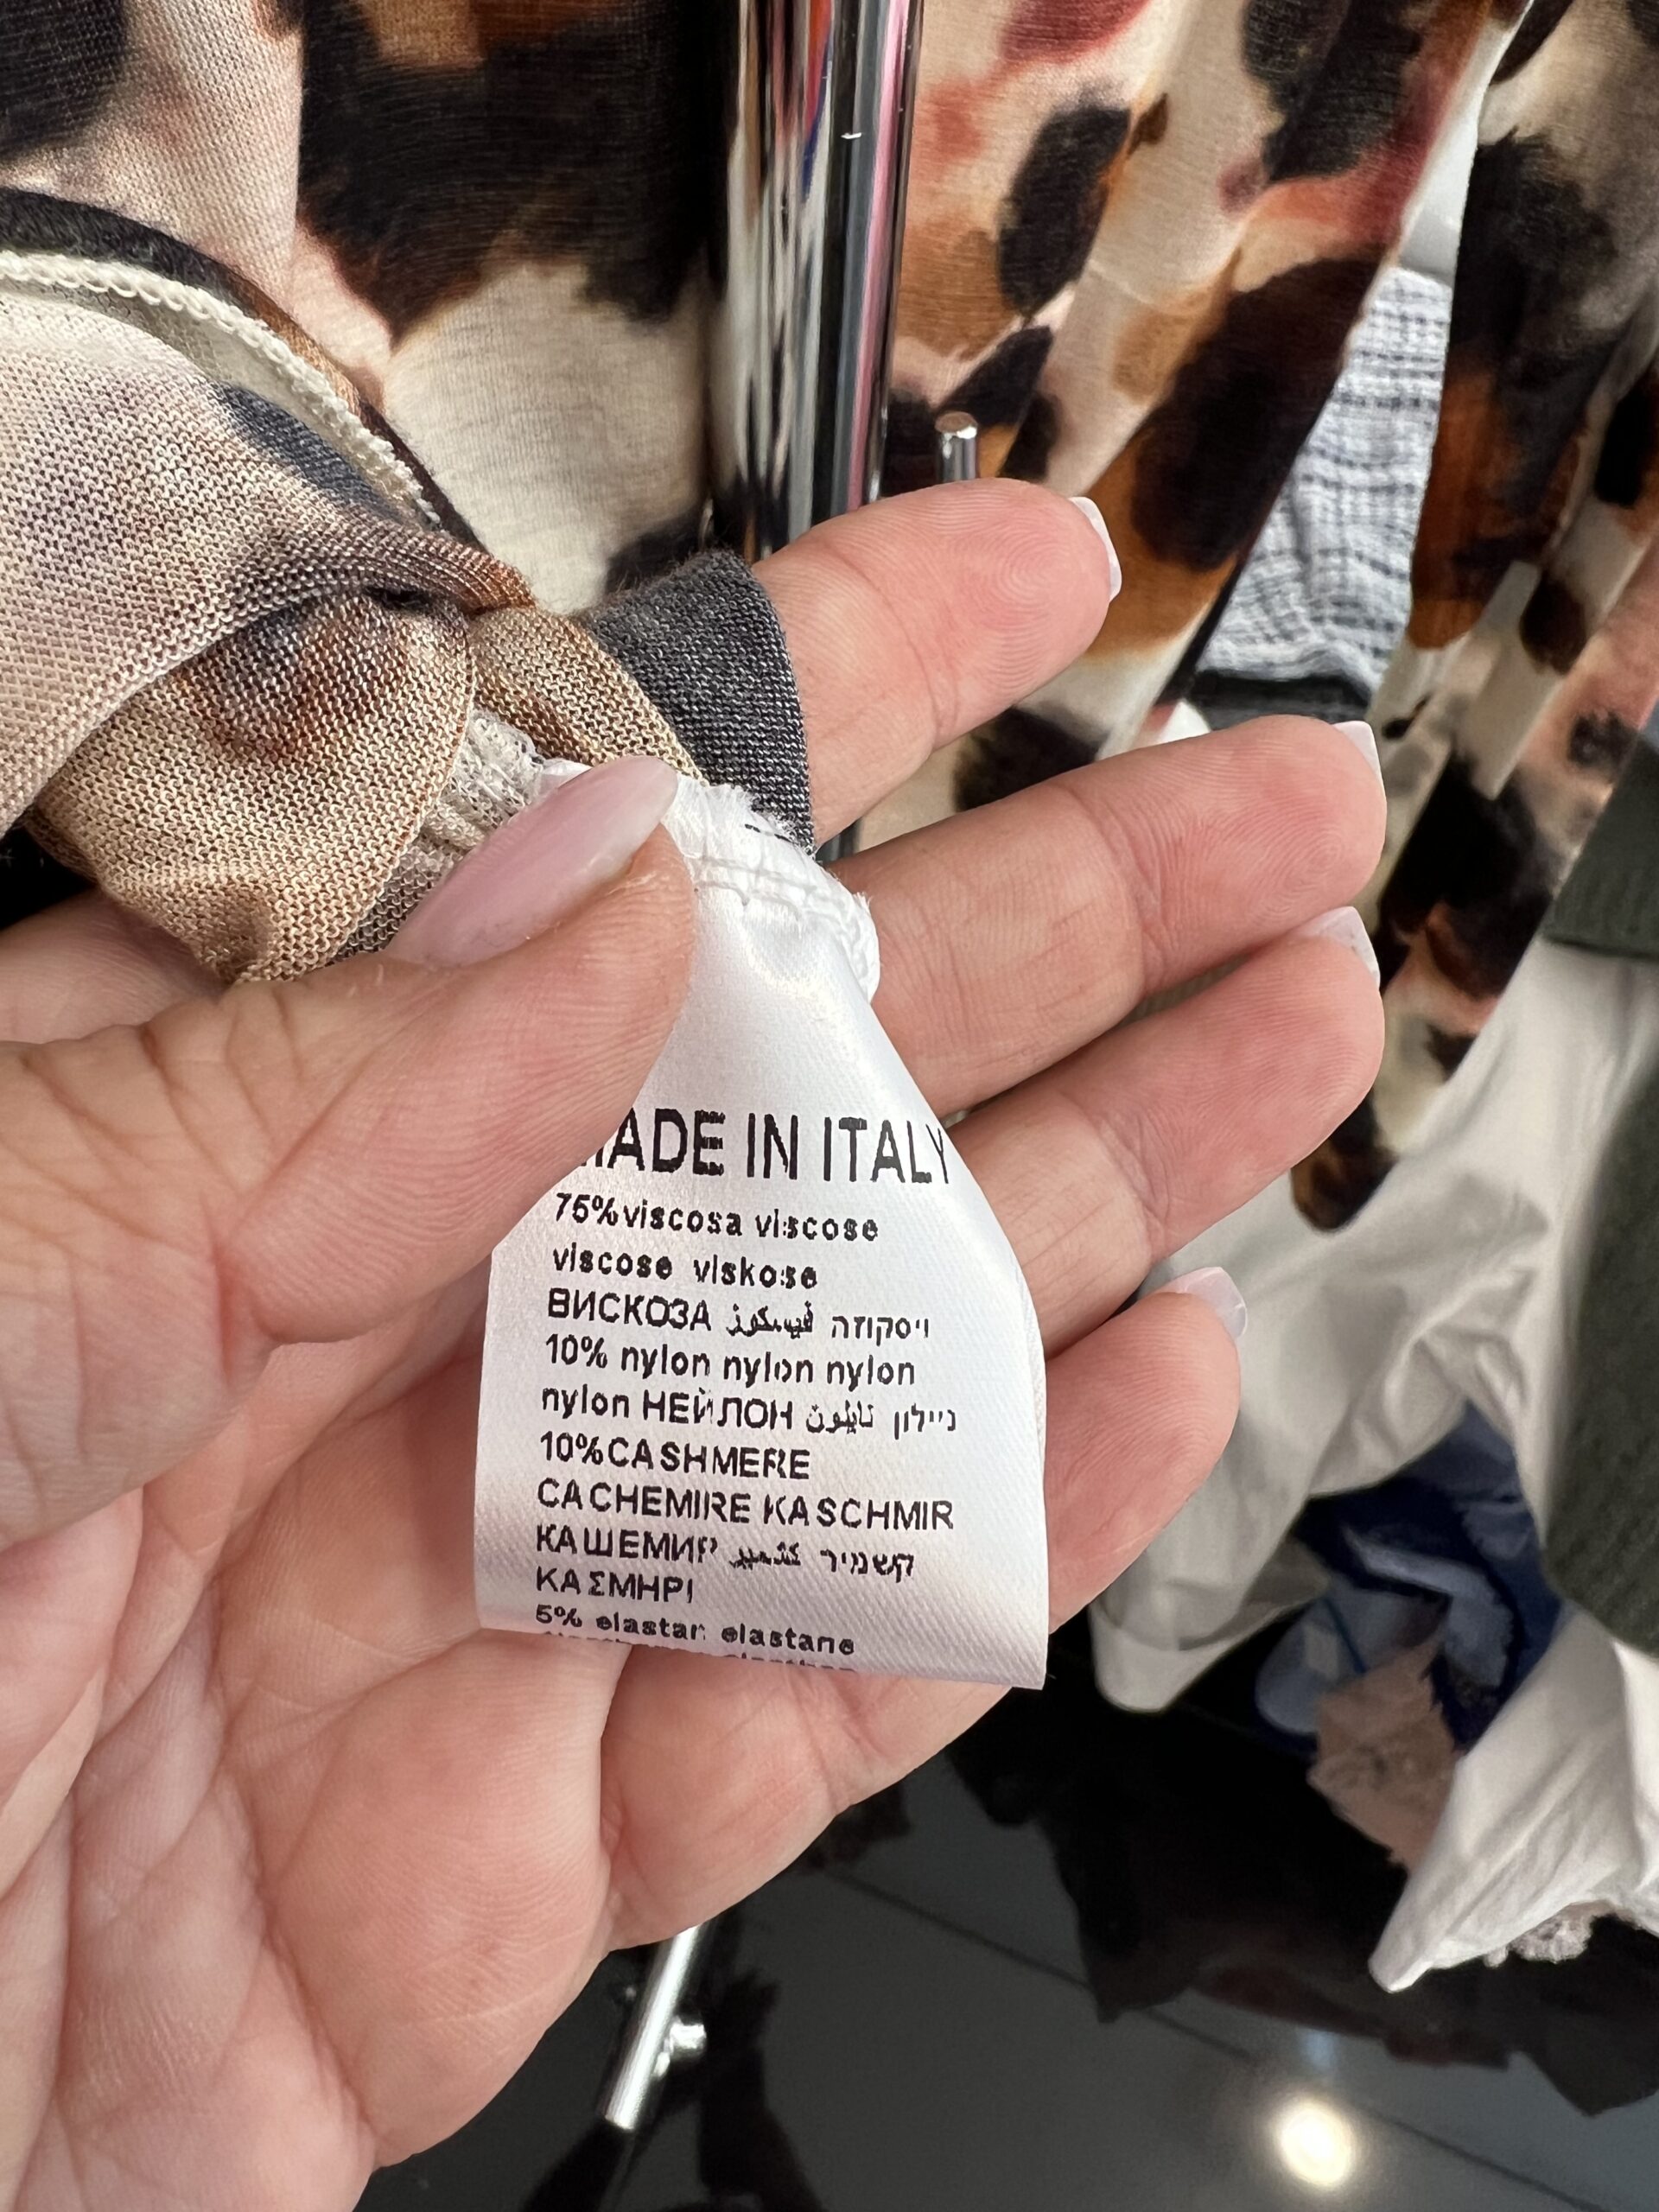 MADE IN ITALY
75%viscosa viscose
viscose viskose
ВИСКОЗА فيسكوز ויסקוזה
10% nylon nylon nylon
nylon НЕЙЛОН نايلون ניילון
10%CASHMERE
CACHEMIRE KASCHMIR
КАШЕМИР كشمير קשמיר
ΚΑΣΜΗΡΙ
5% elastan elastane